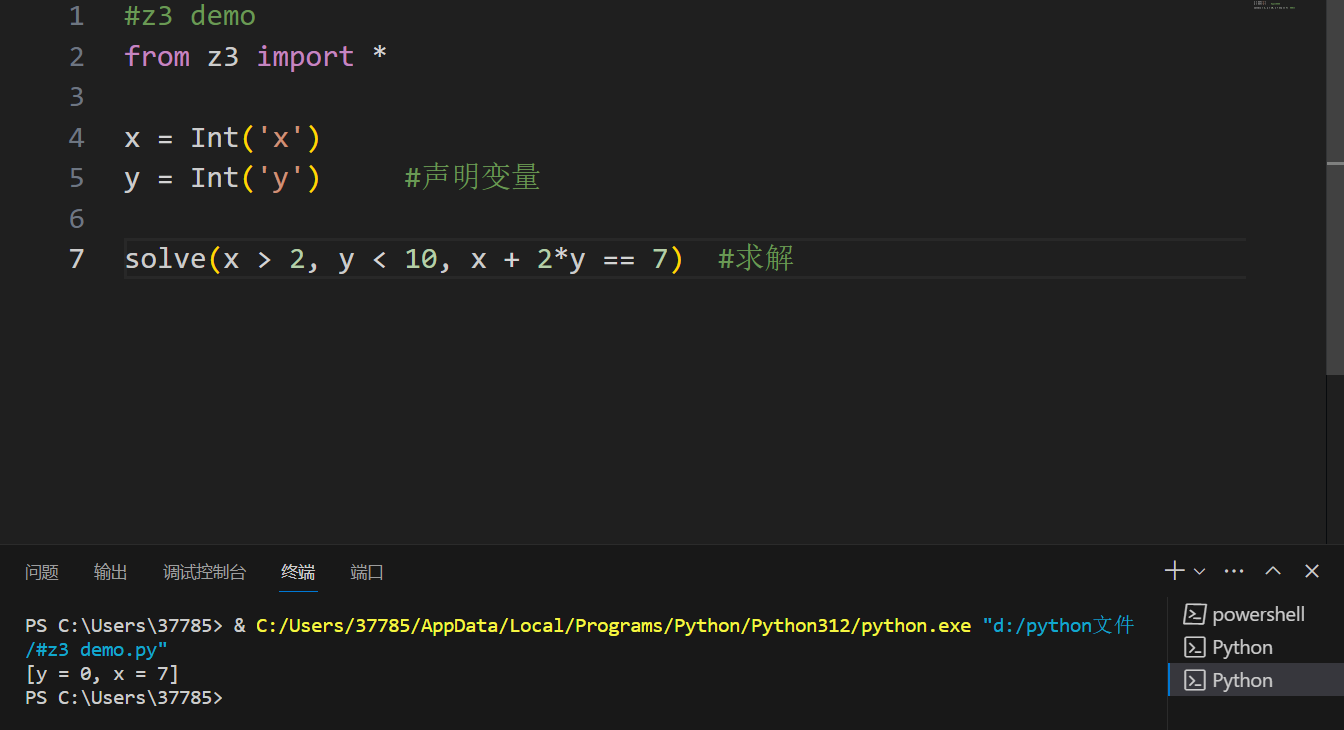 1 #z3 demo
2 from z3 import *
3
4 x = Int('x')
5 y = Int('y') #声明变量
6
7 solve(x > 2, y < 10, x + 2*y == 7) #求解
问题 输出 调试控制台 终端 端口
PS C:\Users\37785> & C:/Users/37785/AppData/Local/Programs/Python/Python312/python.exe "d:/python文件
/#z3 demo.py"
[y = 0, x = 7]
PS C:\Users\37785>
powershell
Python
Python